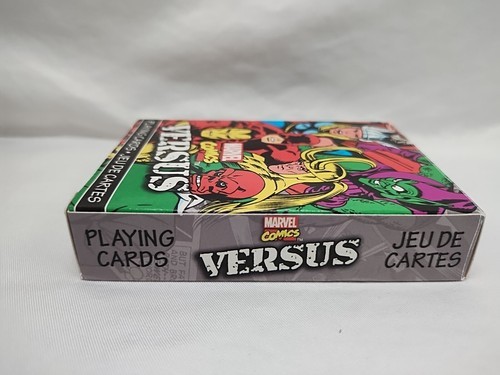 PLAYING CARDS • JEU DE CARTES
MARVEL
COMICS
VERSUS
PLAYING
CARDS
MARVEL
COMICS
VERSUS
JEU DE
CARTES